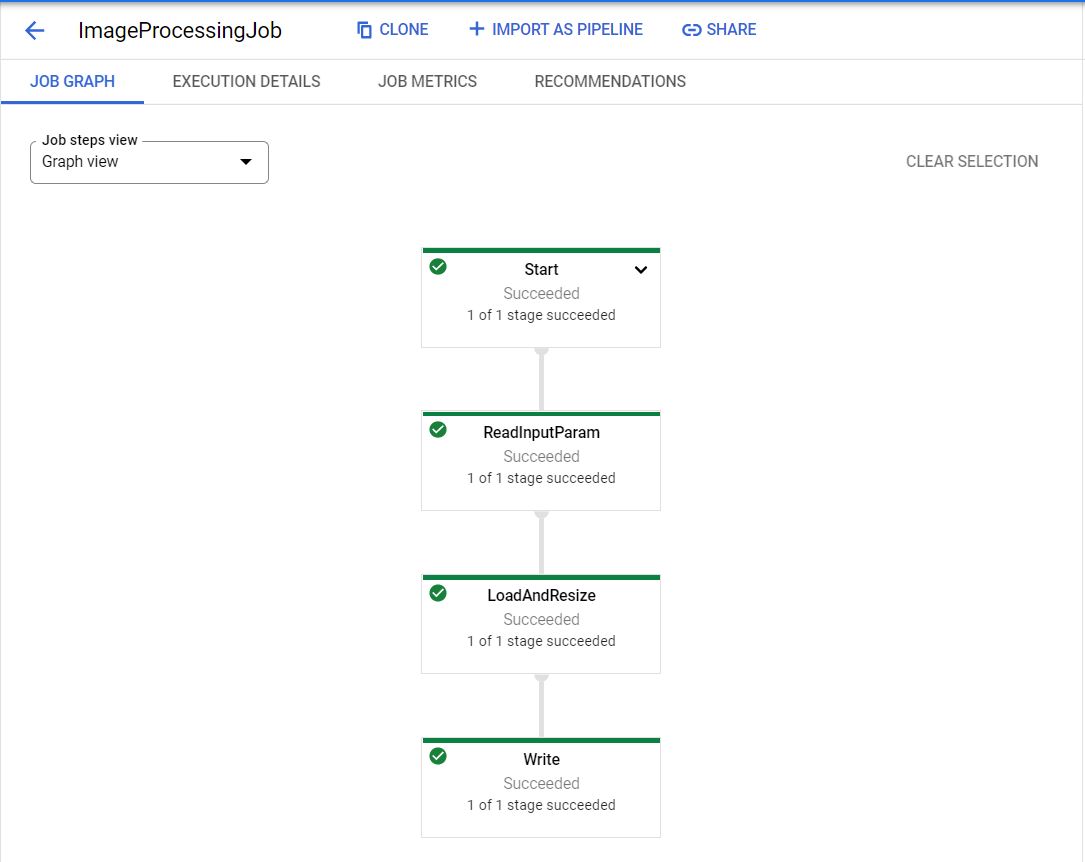 ImageProcessingJob CLONE IMPORT AS PIPELINE SHARE
JOB GRAPH EXECUTION DETAILS JOB METRICS RECOMMENDATIONS
Job steps view
Graph view
CLEAR SELECTION
Start
Succeeded
1 of 1 stage succeeded
ReadInputParam
Succeeded
1 of 1 stage succeeded
LoadAndResize
Succeeded
1 of 1 stage succeeded
Write
Succeeded
1 of 1 stage succeeded